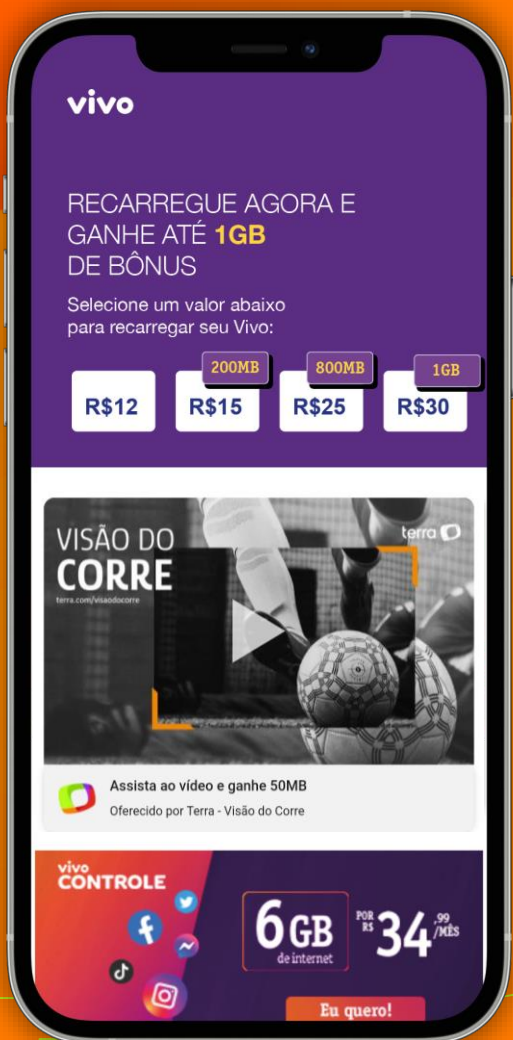 vivo
RECARREGUE AGORA E
GANHE ATÉ 1GB
DE BÔNUS
Selecione um valor abaixo
para recarregar seu Vivo:
200MB
800MB
1GB
R$12
R$15
R$25
R$30
VISÃO DO
CORRE
terra.com/visaodocorre
terra
Assista ao vídeo e ganhe 50MB
Oferecido por Terra - Visão do Corre
vivo
CONTROLE
6GB
de internet
POR
R$
34
,99
/MÊS
Eu quero!